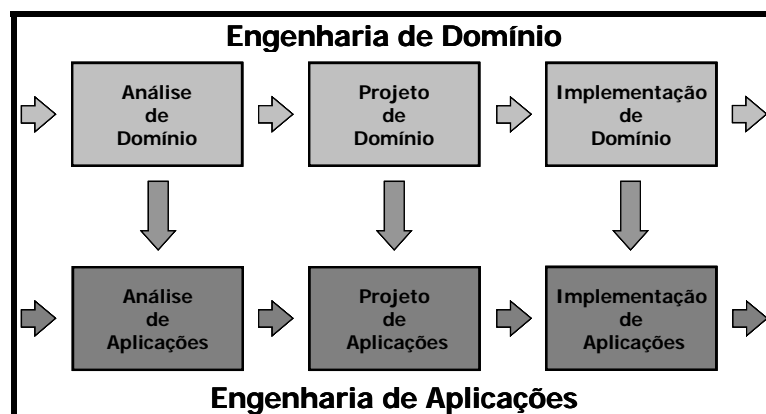 Engenharia de Domínio
Análise
de
Domínio
Projeto
de
Domínio
Implementação
de
Domínio
Análise
de
Aplicações
Projeto
de
Aplicações
Implementação
de
Aplicações
Engenharia de Aplicações